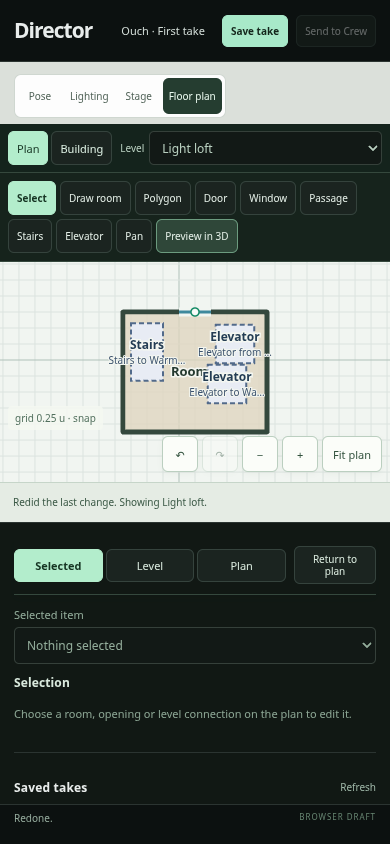 Director
Ouch · First take
Save take
Send to Crew
Pose
Lighting
Stage
Floor plan
Plan
Building
Level
Light loft
Select
Draw room
Polygon
Door
Window
Passage
Stairs
Elevator
Pan
Preview in 3D
Stairs
Stairs to Warm...
Elevator
Elevator from ...
Room
Elevator
Elevator to Wa...
grid 0.25 u · snap
↶
↷
−
+
Fit plan
Redid the last change. Showing Light loft.
Selected
Level
Plan
Return to
plan
Selected item
Nothing selected
Selection
Choose a room, opening or level connection on the plan to edit it.
Saved takes
Refresh
Redone.
BROWSER DRAFT